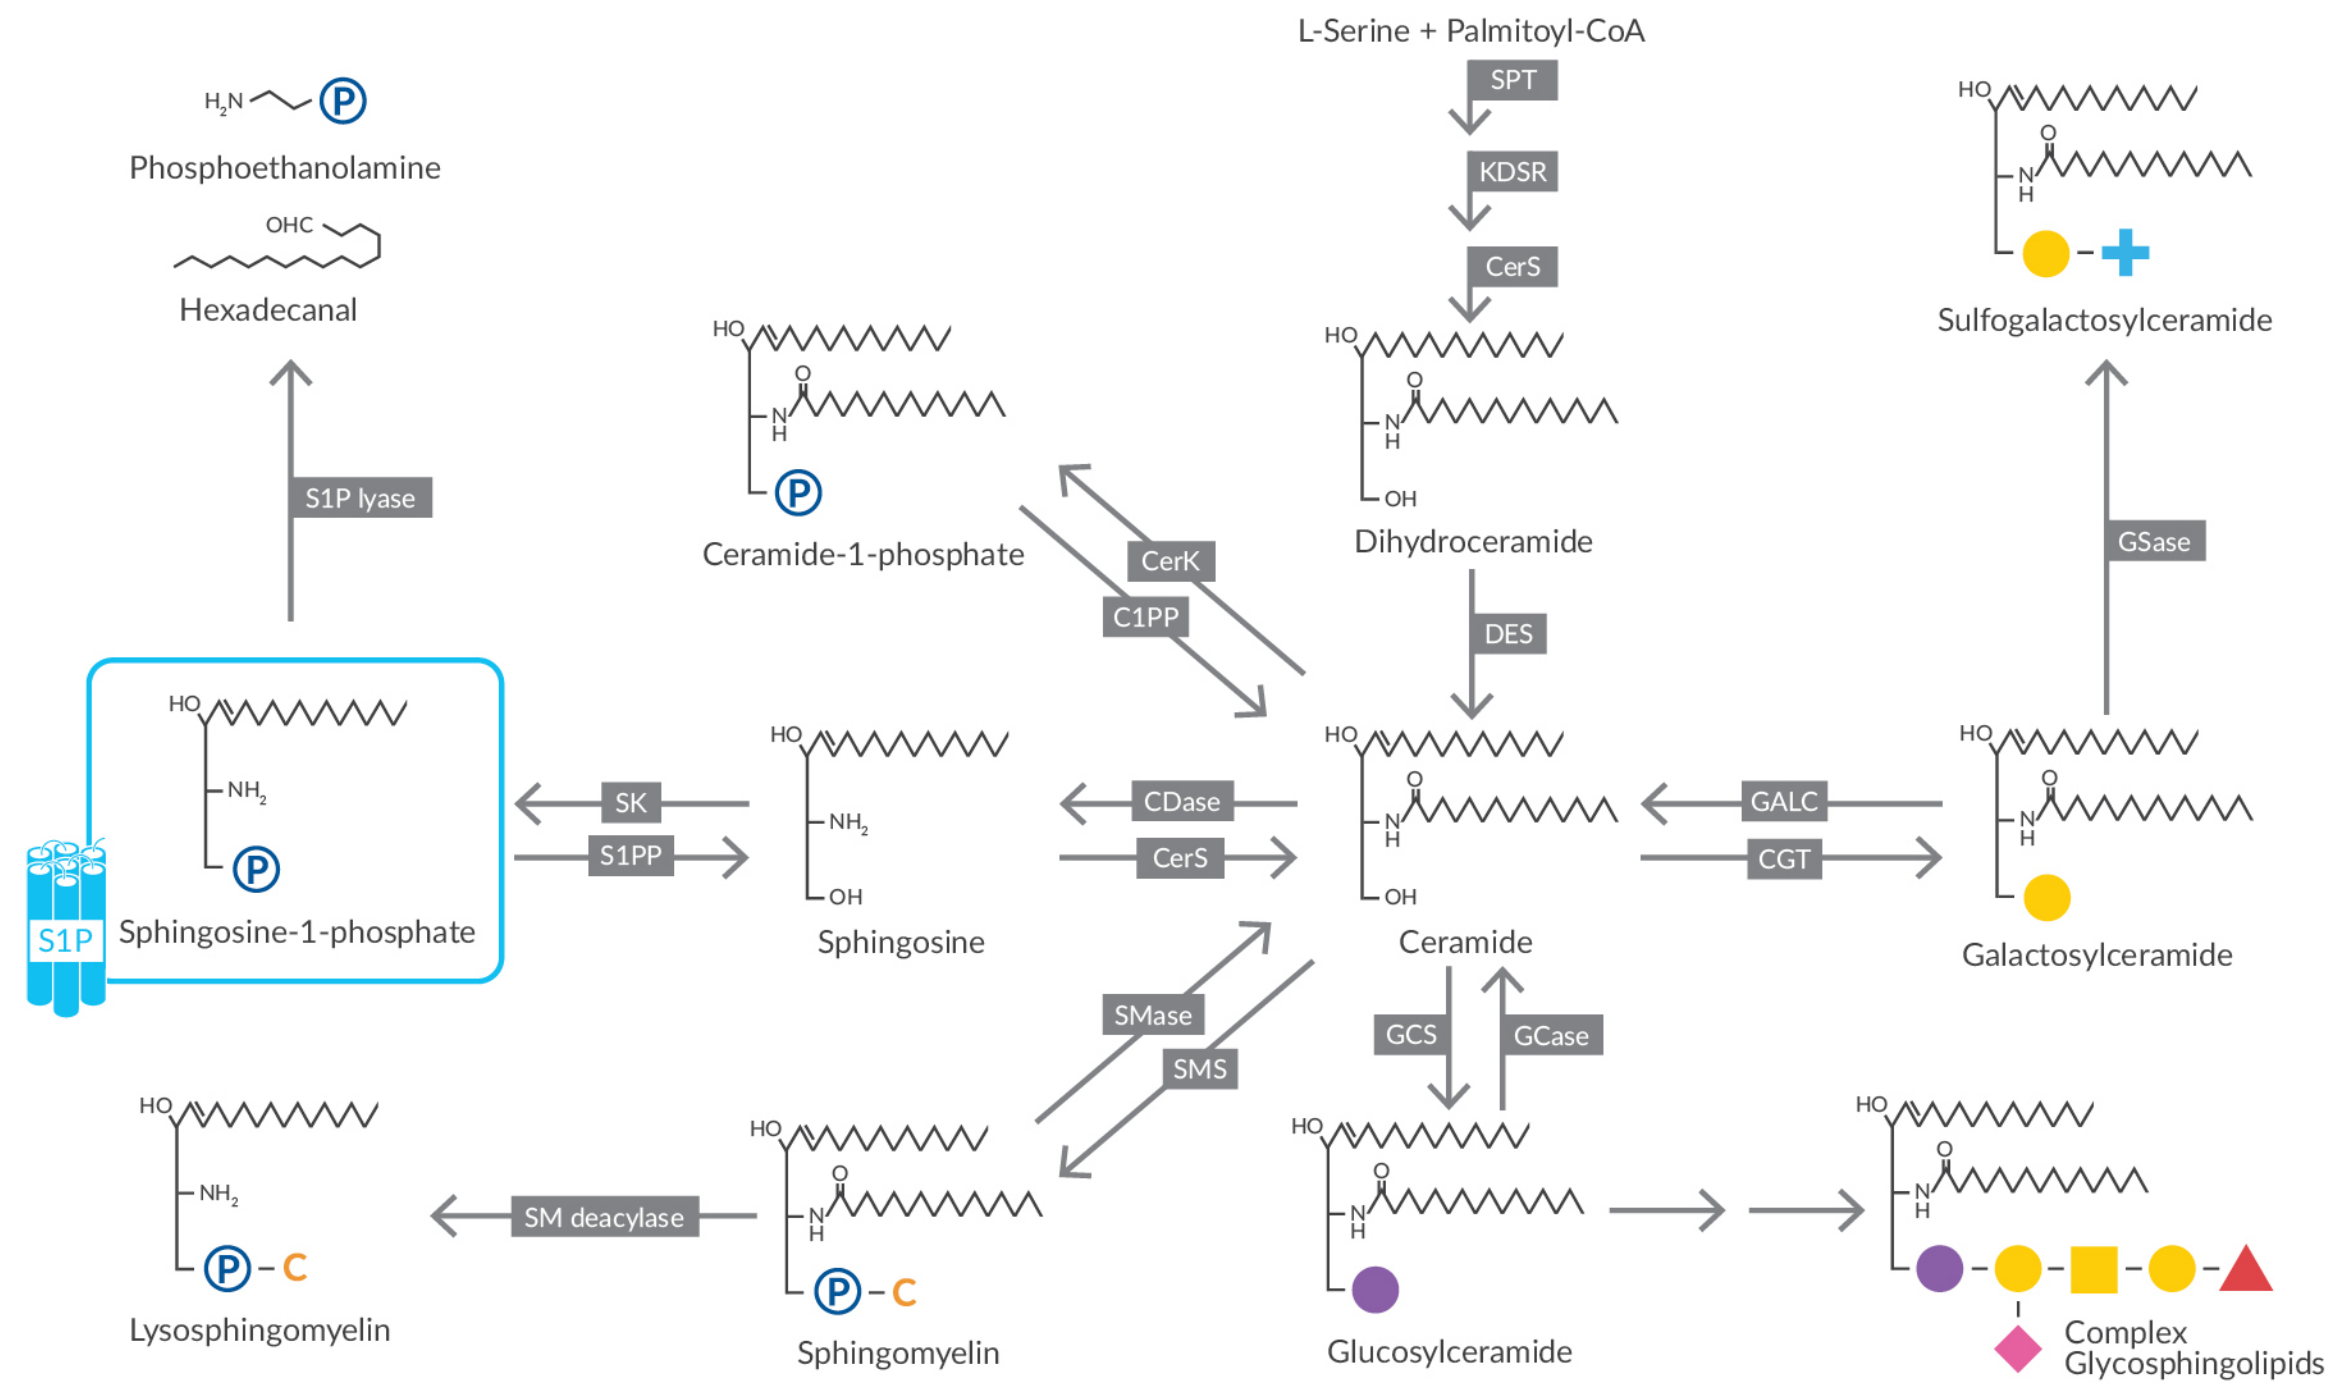 L-Serine + Palmitoyl-CoA
SPT
KDSR
CerS
H₂N
P
Phosphoethanolamine
OHC
Hexadecanal
S1P lyase
HO
O
N
H
P
Ceramide-1-phosphate
CerK
C1PP
HO
O
N
H
OH
Dihydroceramide
DES
HO
O
N
H
Sulfogalactosylceramide
GSase
HO
NH₂
P
S1P
Sphingosine-1-phosphate
SK
S1PP
HO
NH₂
OH
Sphingosine
CDase
CerS
HO
O
N
H
OH
Ceramide
GALC
CGT
HO
O
N
H
Galactosylceramide
SMase
SMS
GCS
GCase
HO
NH₂
P – C
Lysosphingomyelin
SM deacylase
HO
O
N
H
P – C
Sphingomyelin
HO
O
N
H
Glucosylceramide
HO
O
N
H
Complex
Glycosphingolipids